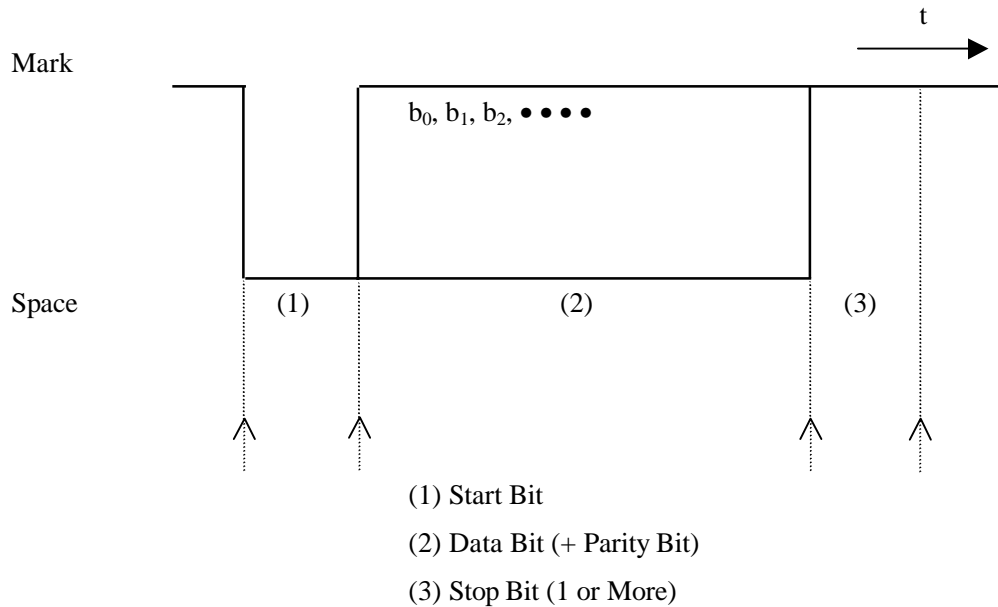 t
Mark
b0, b1, b2, ● ● ● ●
Space
(1) (2) (3)
(1) Start Bit
(2) Data Bit (+ Parity Bit)
(3) Stop Bit (1 or More)